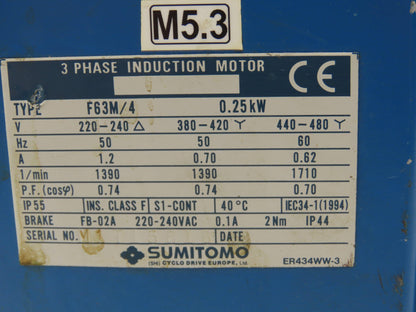 M5.3
3 PHASE INDUCTION MOTOR CE
TYPE F63M/4 0.25kW
V 220-240 △ 380-420 Y 440-480 Y
Hz 50 50 60
A 1.2 0.70 0.62
1/min 1390 1390 1710
P.F. (cosφ) 0.74 0.74 0.70
IP55 INS. CLASS F S1-CONT 40°C IEC34-1(1994)
BRAKE FB-02A 220-240VAC 0.1A 2Nm IP44
SERIAL NO. DATE
SUMITOMO
(SHI) CYCLO DRIVE EUROPE, Ltd. ER434WW-3